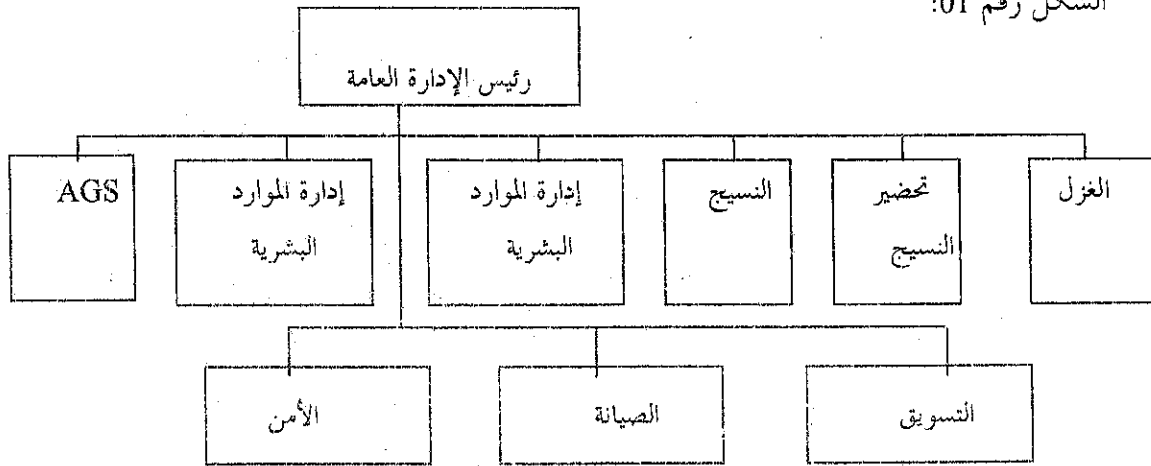 الشكل رقم 01:
رئيس الإدارة العامة
الغزل
تحضير
النسيج
النسيج
إدارة الموارد
البشرية
إدارة الموارد
البشرية
AGS
التسويق
الصيانة
الأمن